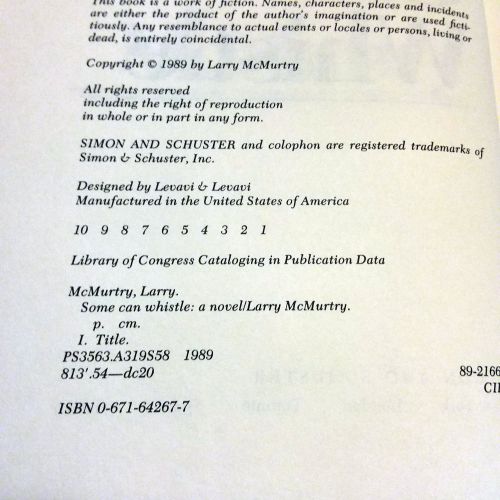 This book is a work of fiction. Names, characters, places and incidents
are either the product of the author's imagination or are used ficti-
tiously. Any resemblance to actual events or locales or persons, living or
dead, is entirely coincidental.
Copyright © 1989 by Larry McMurtry
All rights reserved
including the right of reproduction
in whole or in part in any form.
SIMON AND SCHUSTER and colophon are registered trademarks of
Simon & Schuster, Inc.
Designed by Levavi & Levavi
Manufactured in the United States of America
10 9 8 7 6 5 4 3 2 1
Library of Congress Cataloging in Publication Data
McMurtry, Larry.
Some can whistle: a novel/Larry McMurtry.
p. cm.
I. Title.
PS3563.A319S58 1989
813'.54—dc20 89-2166
CI
ISBN 0-671-64267-7